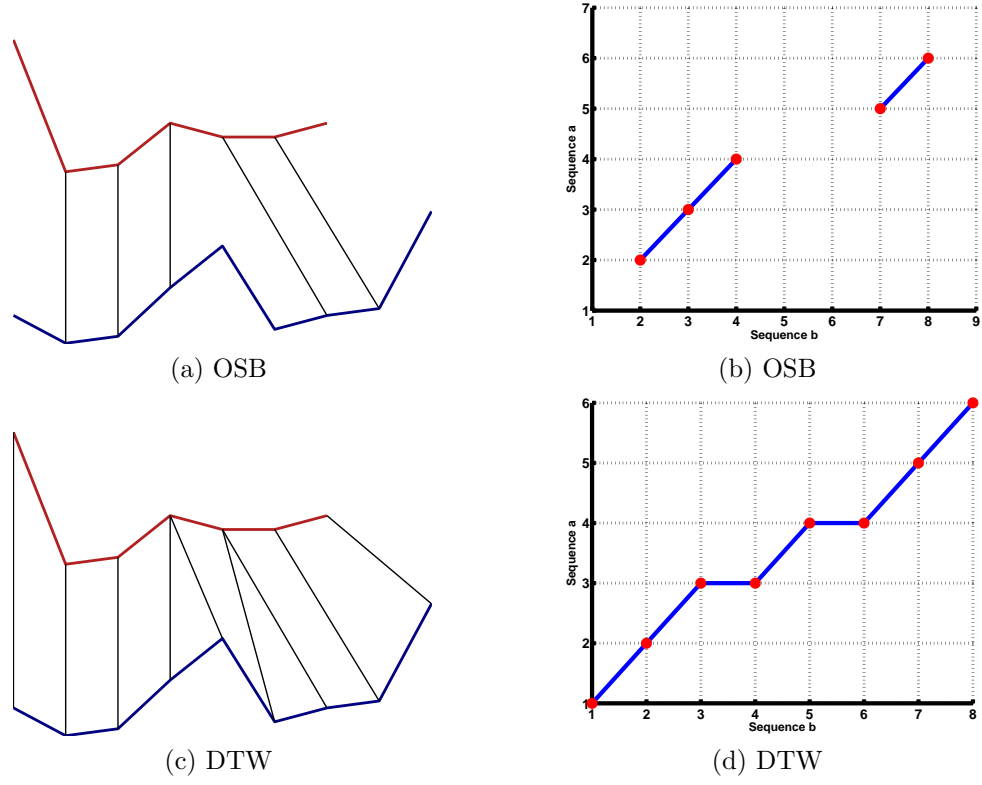 7
6
5
4
3
2
1
Sequence a
1 2 3 4 5 6 7 8 9
Sequence b
(a) OSB
(b) OSB
6
5
4
3
2
1
Sequence a
1 2 3 4 5 6 7 8
Sequence b
(c) DTW
(d) DTW